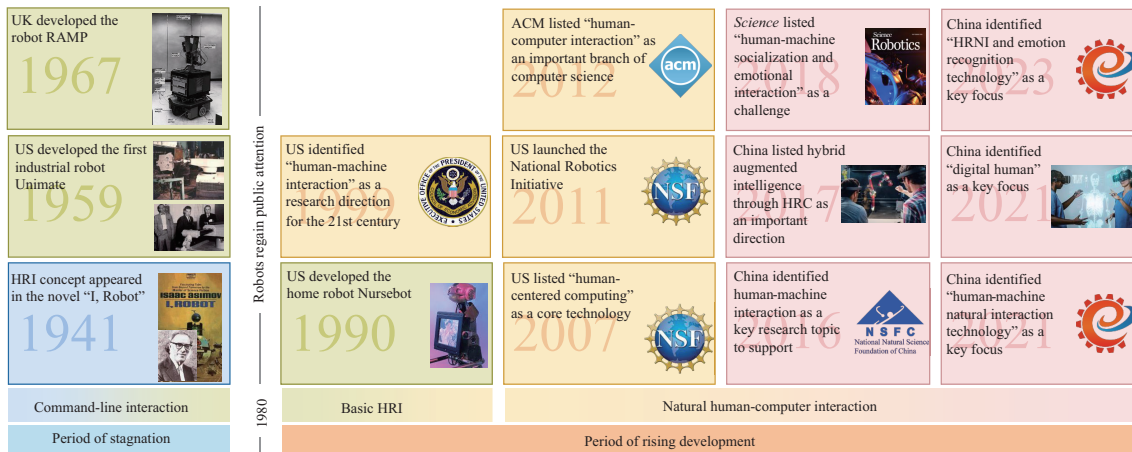 UK developed the
robot RAMP
1967
US developed the first
industrial robot
Unimate
1959
HRI concept appeared
in the novel “I, Robot”
1941
ISAAC ASIMOV
I, ROBOT
Command-line interaction
Period of stagnation
Robots regain public attention
1980
US identified
“human-machine
interaction” as a
research direction
for the 21st century
1999
EXECUTIVE OFFICE OF THE PRESIDENT OF THE UNITED STATES
US developed the
home robot Nursebot
1990
Basic HRI
ACM listed “human-
computer interaction” as
an important branch of
computer science
2012
acm
US launched the
National Robotics
Initiative
2011
NSF
US listed “human-
centered computing”
as a core technology
2007
NSF
Science listed
“human-machine
socialization and
emotional
interaction” as a
challenge
2018
Science
Robotics
China listed hybrid
augmented
intelligence
through HRC as
an important
direction
2017
China identified
human-machine
interaction as a
key research topic
to support
2016
NSFC
National Natural Science
Foundation of China
China identified
“HRNI and emotion
recognition
technology” as a
key focus
2023
China identified
“digital human”
as a key focus
2021
China identified
“human-machine
natural interaction
technology” as a
key focus
2021
Natural human-computer interaction
Period of rising development